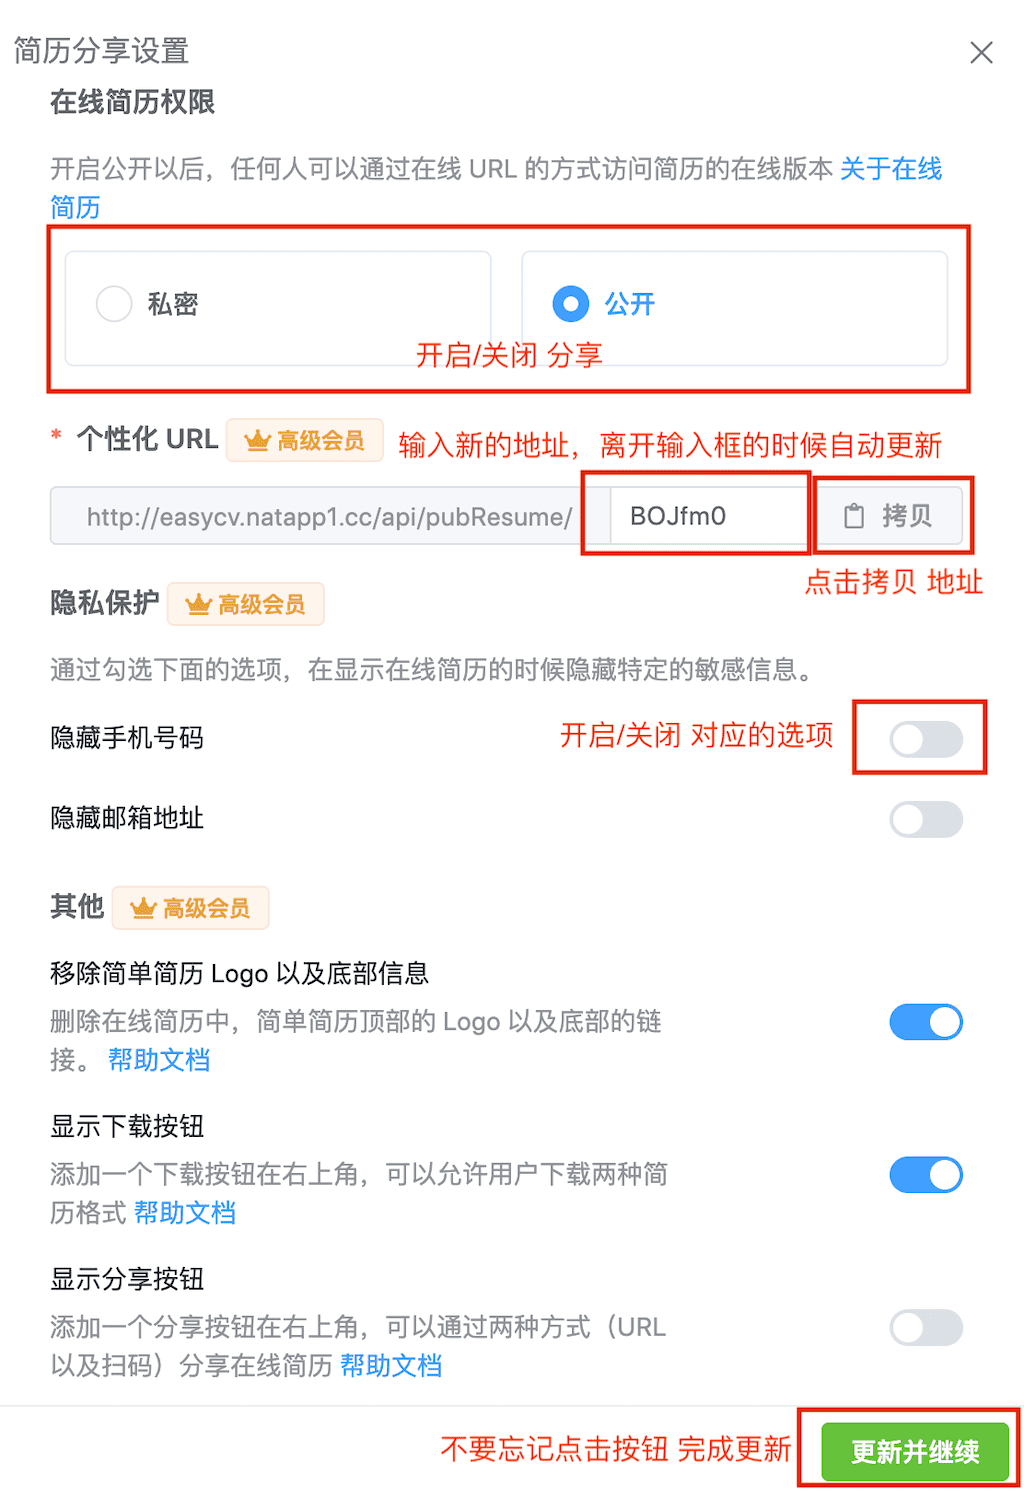 简历分享设置
在线简历权限
开启公开以后，任何人可以通过在线 URL 的方式访问简历的在线版本 关于在线
简历
私密
公开
开启/关闭 分享
* 个性化 URL 高级会员 输入新的地址，离开输入框的时候自动更新
http://easycv.natapp1.cc/api/pubResume/ BOJfm0 拷贝
点击拷贝 地址
隐私保护 高级会员
通过勾选下面的选项，在显示在线简历的时候隐藏特定的敏感信息。
隐藏手机号码 开启/关闭 对应的选项
隐藏邮箱地址
其他 高级会员
移除简单简历 Logo 以及底部信息
删除在线简历中，简单简历顶部的 Logo 以及底部的链
接。 帮助文档
显示下载按钮
添加一个下载按钮在右上角，可以允许用户下载两种简
历格式 帮助文档
显示分享按钮
添加一个分享按钮在右上角，可以通过两种方式（URL
以及扫码）分享在线简历 帮助文档
不要忘记点击按钮 完成更新 更新并继续